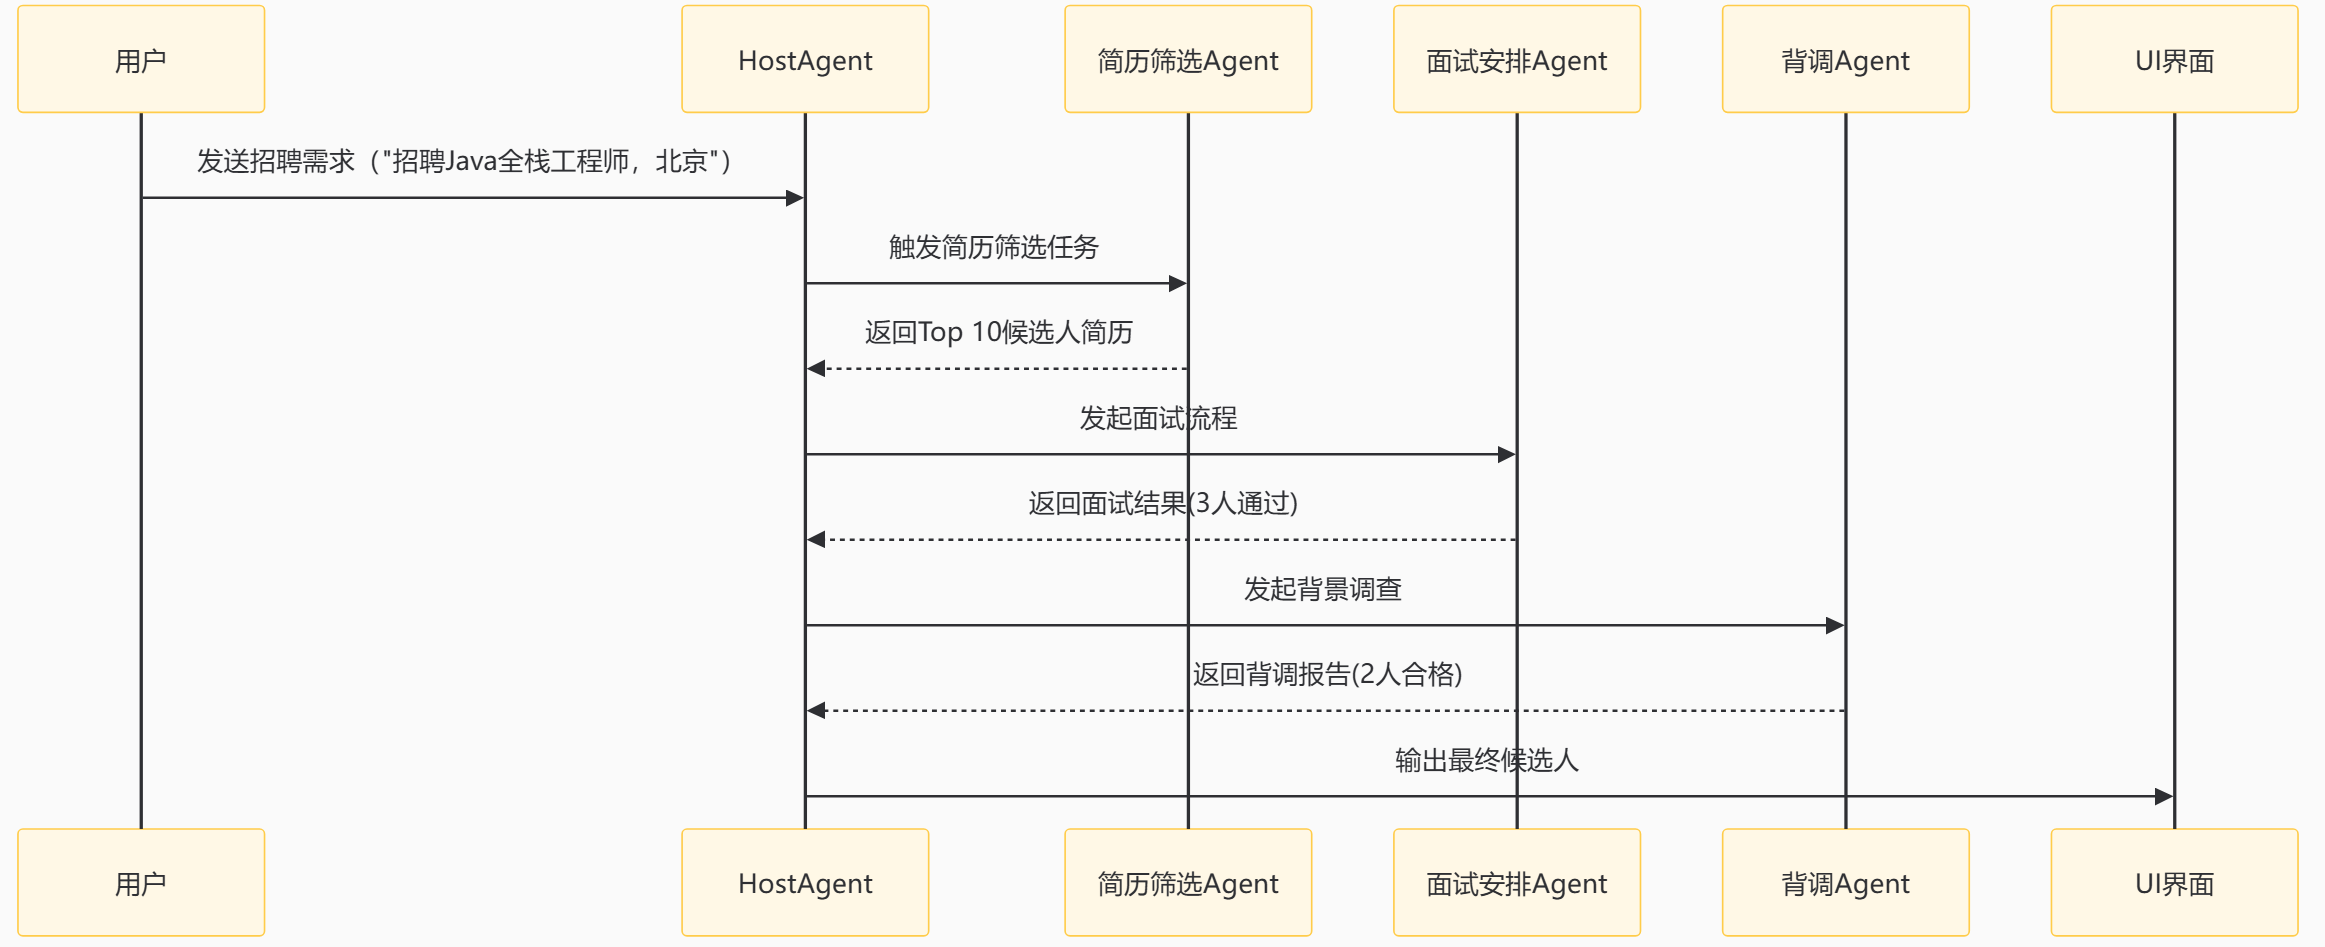 用户
HostAgent
简历筛选Agent
面试安排Agent
背调Agent
UI界面
发送招聘需求（"招聘Java全栈工程师，北京"）
触发简历筛选任务
返回Top 10候选人简历
发起面试流程
返回面试结果(3人通过)
发起背景调查
返回背调报告(2人合格)
输出最终候选人
用户
HostAgent
简历筛选Agent
面试安排Agent
背调Agent
UI界面